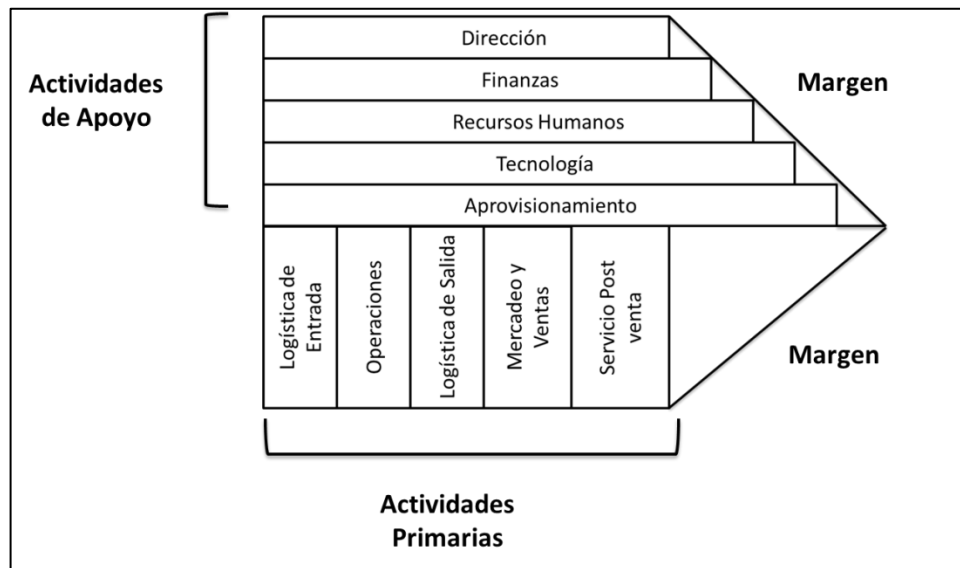 Dirección
Actividades
de Apoyo
Finanzas
Margen
Recursos Humanos
Tecnología
Aprovisionamiento
Logística de
Entrada
Operaciones
Logística de Salida
Mercadeo y
Ventas
Servicio Post
venta
Margen
Actividades
Primarias